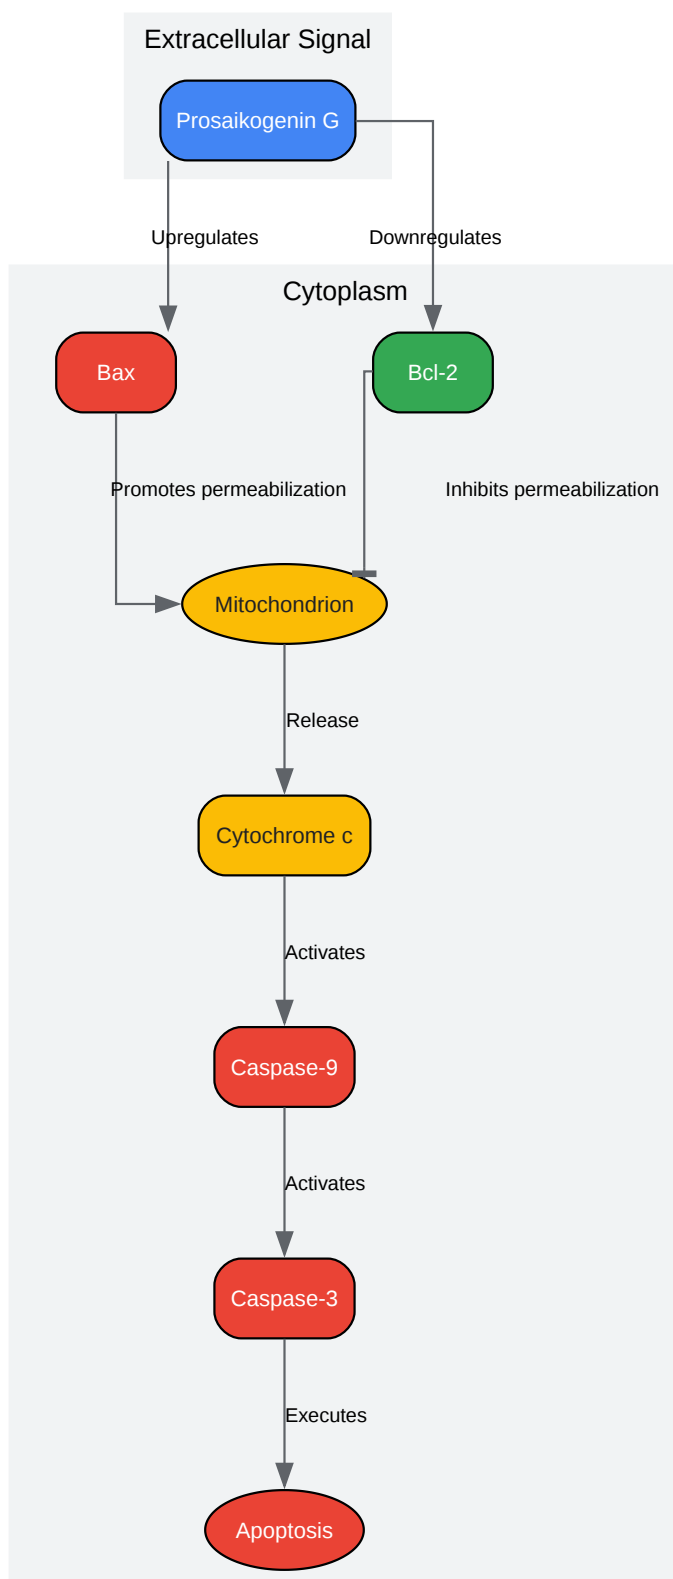 Extracellular Signal
Prosaikogenin G
Upregulates
Downregulates
Cytoplasm
Bax
Bcl-2
Promotes permeabilization
Inhibits permeabilization
Mitochondrion
Release
Cytochrome c
Activates
Caspase-9
Activates
Caspase-3
Executes
Apoptosis